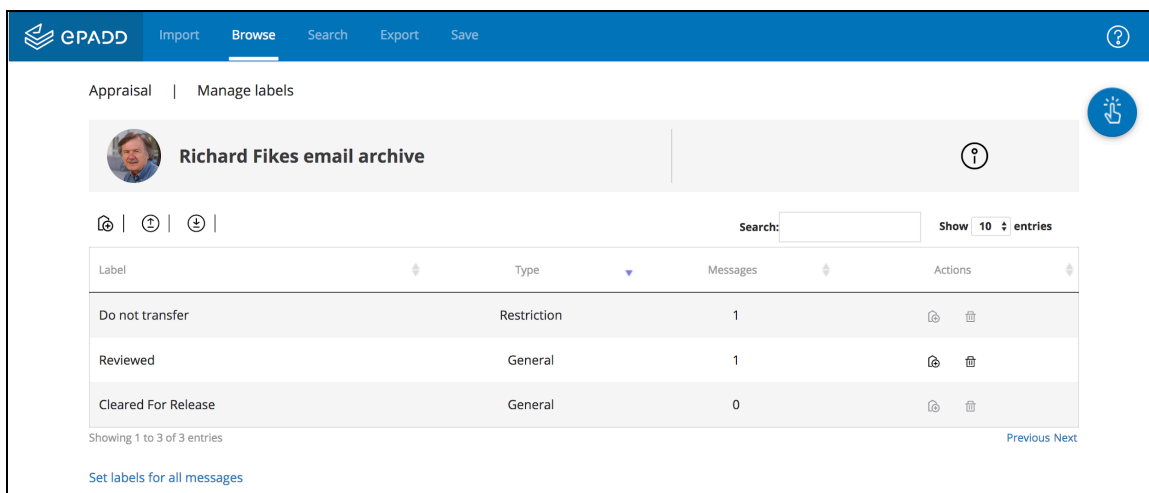 ePADD Import Browse Search Export Save
Appraisal | Manage labels
Richard Fikes email archive
Search: Show 10 entries
Label Type Messages Actions
Do not transfer Restriction 1
Reviewed General 1
Cleared For Release General 0
Showing 1 to 3 of 3 entries Previous Next
Set labels for all messages